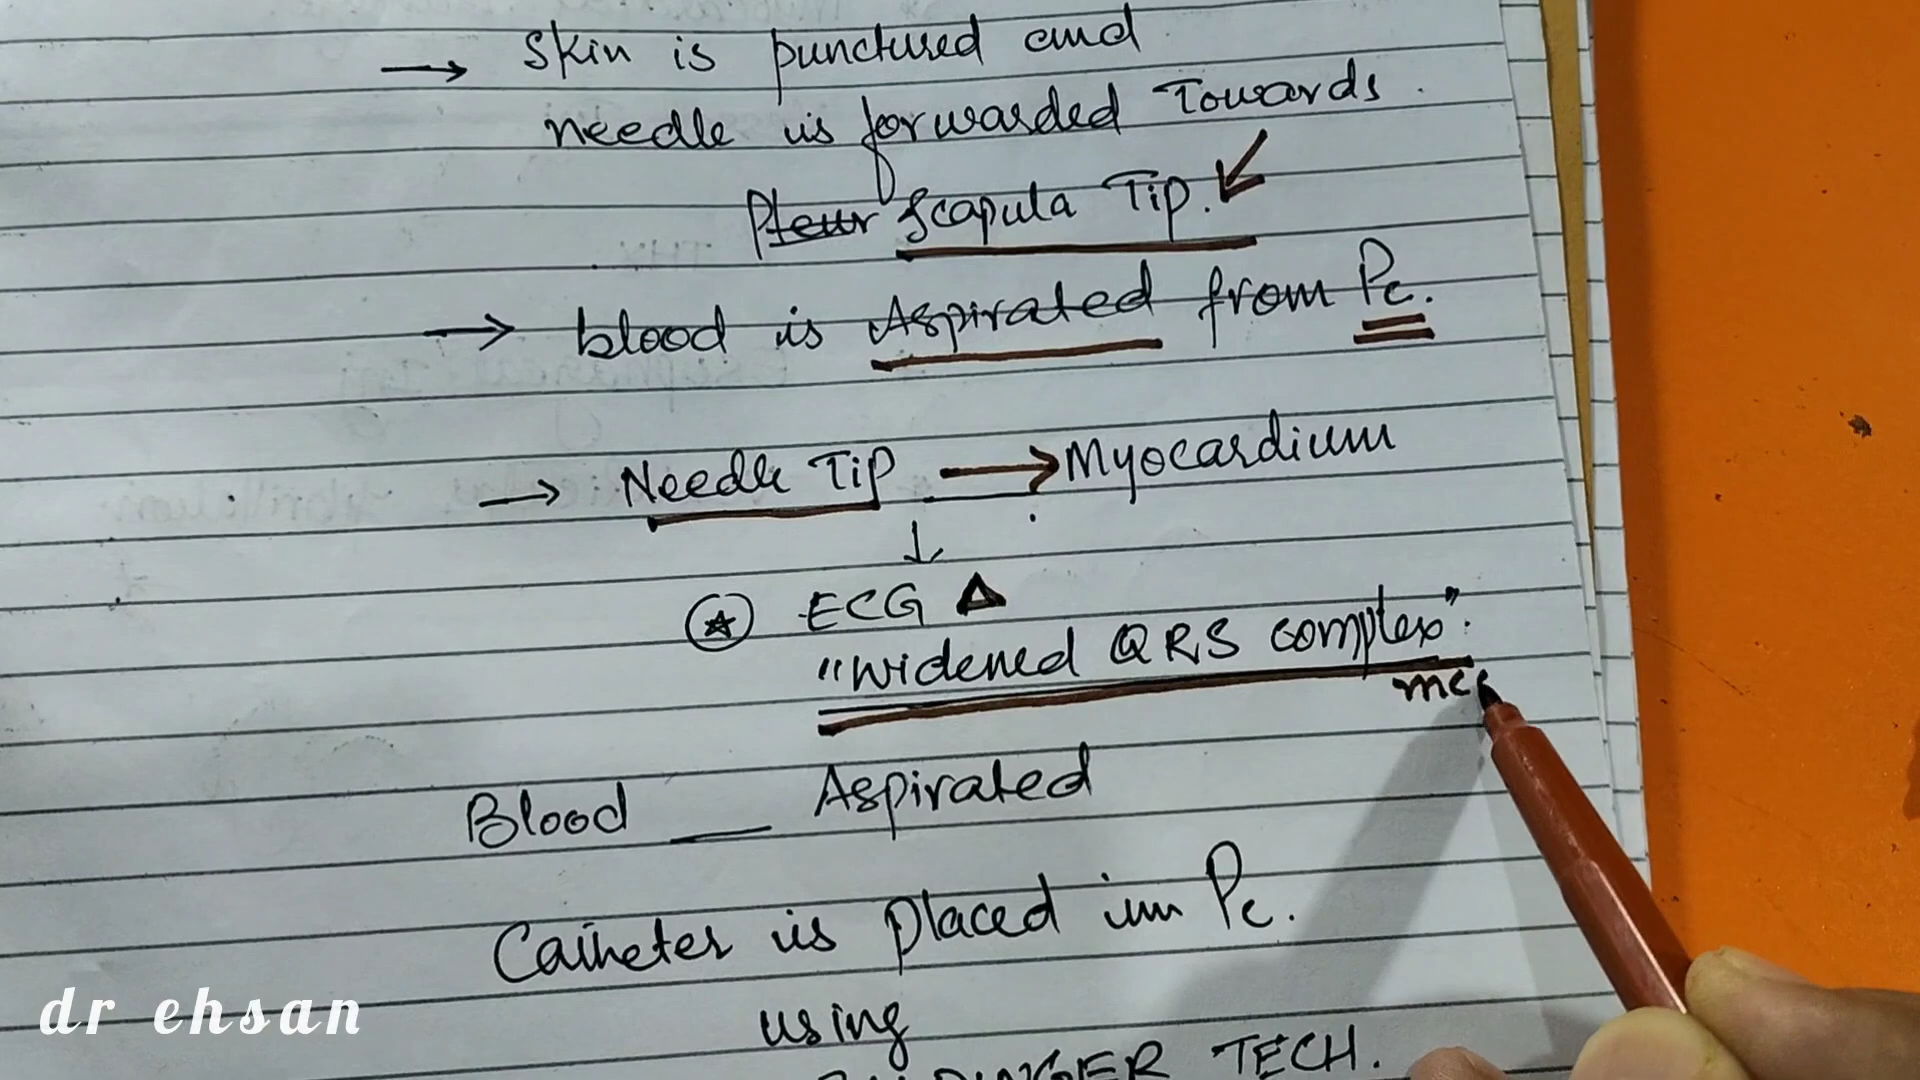 → Skin is punctured and
needle is forwarded Towards.
Pleur Scapula Tip.
→ blood is Aspirated from Pc.
→ Needle Tip → Myocardium
↓
ECG Δ
"widened QRS complex".
Blood — Aspirated
Catheter is placed in Pc.
using
TECH.
dr ehsan